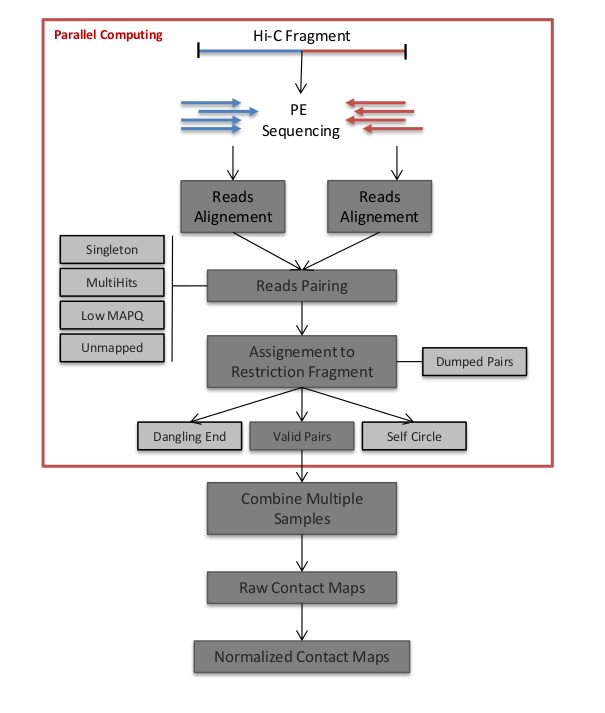 Parallel Computing
Hi-C Fragment
PE
Sequencing
Reads
Alignement
Reads
Alignement
Singleton
MultiHits
Low MAPQ
Unmapped
Reads Pairing
Assignement to
Restriction Fragment
Dumped Pairs
Dangling End
Valid Pairs
Self Circle
Combine Multiple
Samples
Raw Contact Maps
Normalized Contact Maps